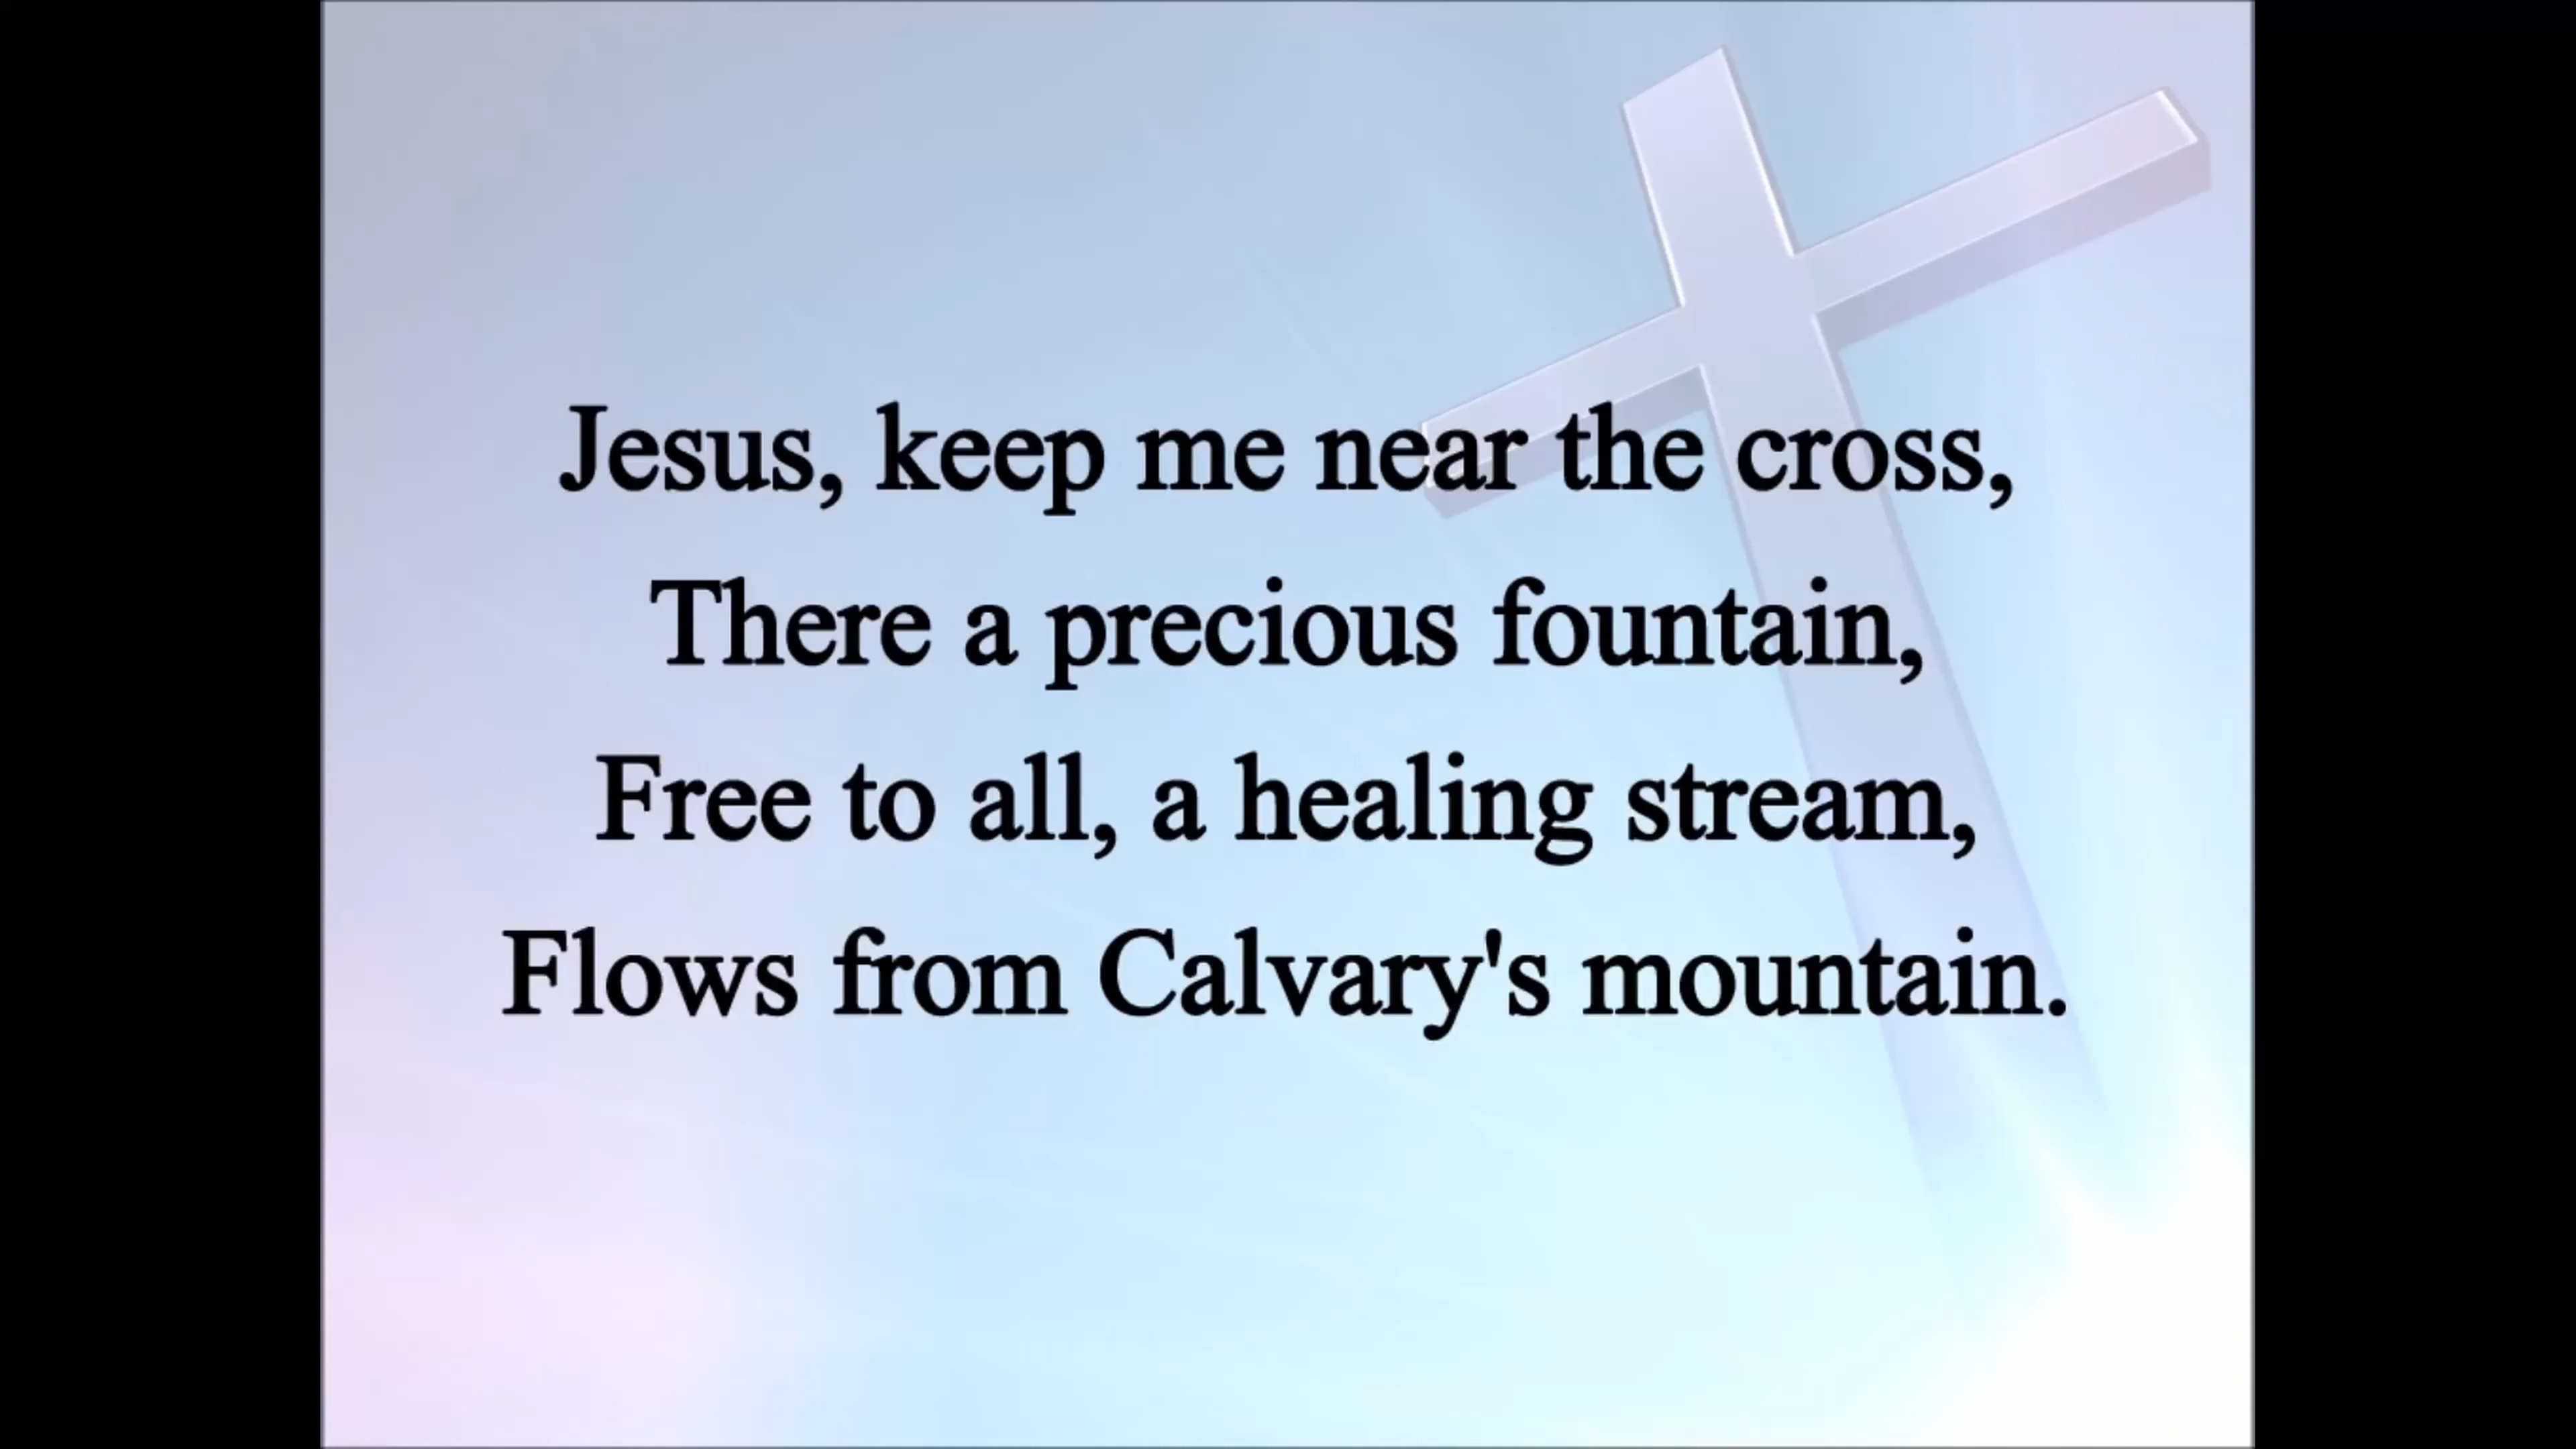 Jesus, keep me near the cross,
There a precious fountain,
Free to all, a healing stream,
Flows from Calvary's mountain.